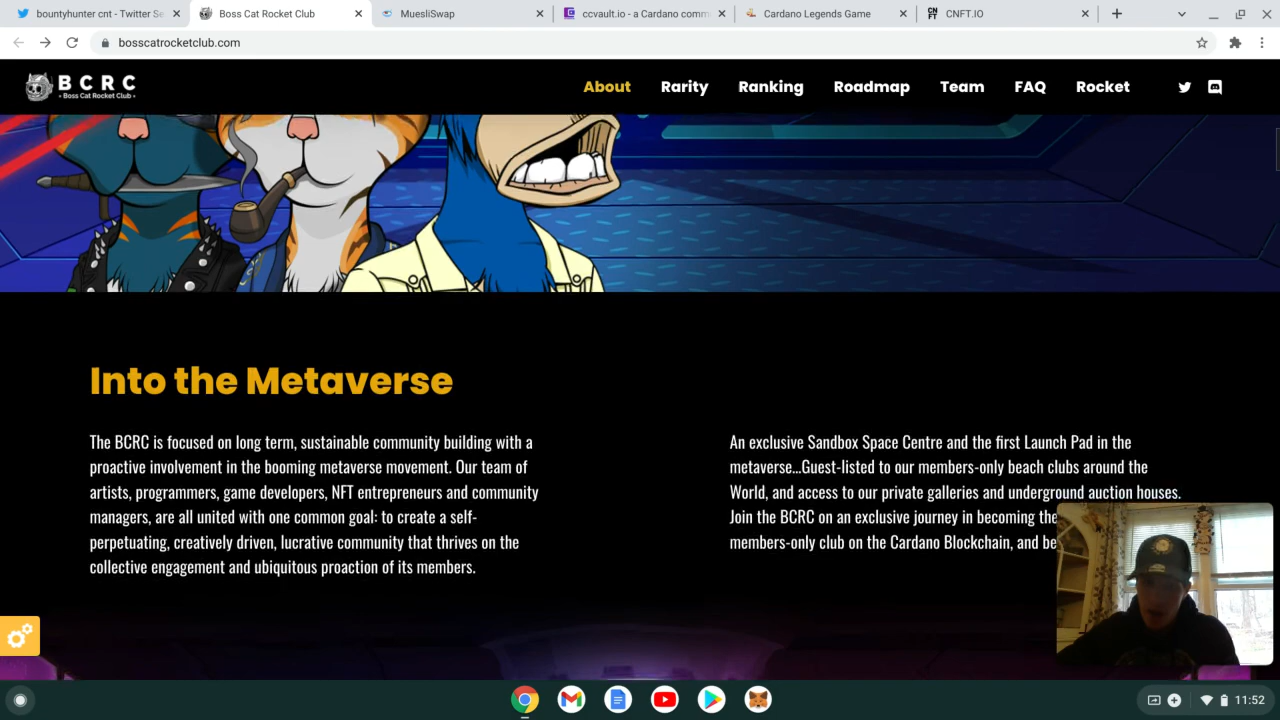 bountyhunter cnt - Twitter Se
Boss Cat Rocket Club
MuesliSwap
ccvault.io - a Cardano comm
Cardano Legends Game
CNFT.IO
bosscatrocketclub.com
BCRC
• Boss Cat Rocket Club •
About
Rarity
Ranking
Roadmap
Team
FAQ
Rocket
Into the Metaverse
The BCRC is focused on long term, sustainable community building with a
proactive involvement in the booming metaverse movement. Our team of
artists, programmers, game developers, NFT entrepreneurs and community
managers, are all united with one common goal: to create a self-
perpetuating, creatively driven, lucrative community that thrives on the
collective engagement and ubiquitous proaction of its members.
An exclusive Sandbox Space Centre and the first Launch Pad in the
metaverse...Guest-listed to our members-only beach clubs around the
World, and access to our private galleries and underground auction houses.
Join the BCRC on an exclusive journey in becoming the
members-only club on the Cardano Blockchain, and be
11:52